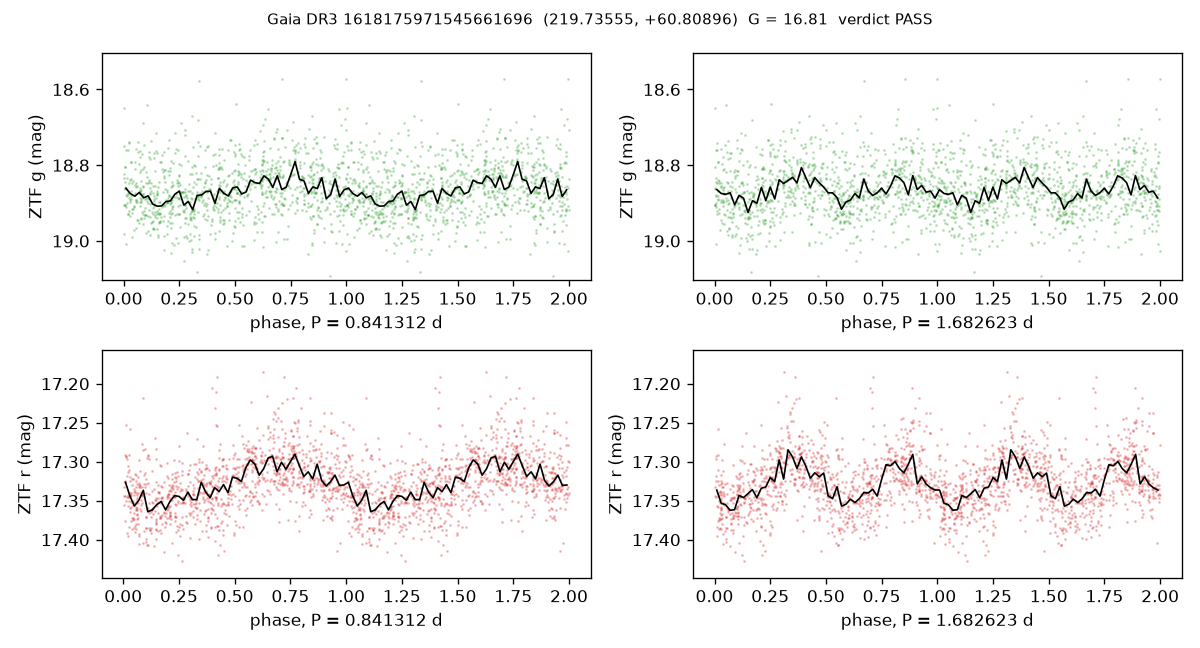 Gaia DR3 1618175971545661696 (219.73555, +60.80896) G = 16.81 verdict PASS
ZTF g (mag)
18.6
18.8
19.0
0.00 0.25 0.50 0.75 1.00 1.25 1.50 1.75 2.00
phase, P = 0.841312 d
ZTF g (mag)
18.6
18.8
19.0
0.00 0.25 0.50 0.75 1.00 1.25 1.50 1.75 2.00
phase, P = 1.682623 d
ZTF r (mag)
17.20
17.25
17.30
17.35
17.40
0.00 0.25 0.50 0.75 1.00 1.25 1.50 1.75 2.00
phase, P = 0.841312 d
ZTF r (mag)
17.20
17.25
17.30
17.35
17.40
0.00 0.25 0.50 0.75 1.00 1.25 1.50 1.75 2.00
phase, P = 1.682623 d